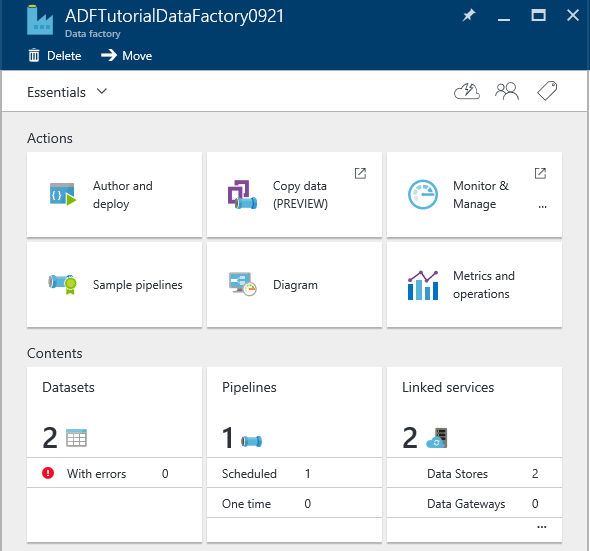 ADFTutorialDataFactory0921
Data factory
Delete
Move
Essentials
Actions
Author and
deploy
Copy data
(PREVIEW)
Monitor &
Manage
...
Sample pipelines
Diagram
Metrics and
operations
Contents
Datasets
2
With errors 0
Pipelines
1
Scheduled 1
One time 0
Linked services
2
Data Stores 2
Data Gateways 0
...